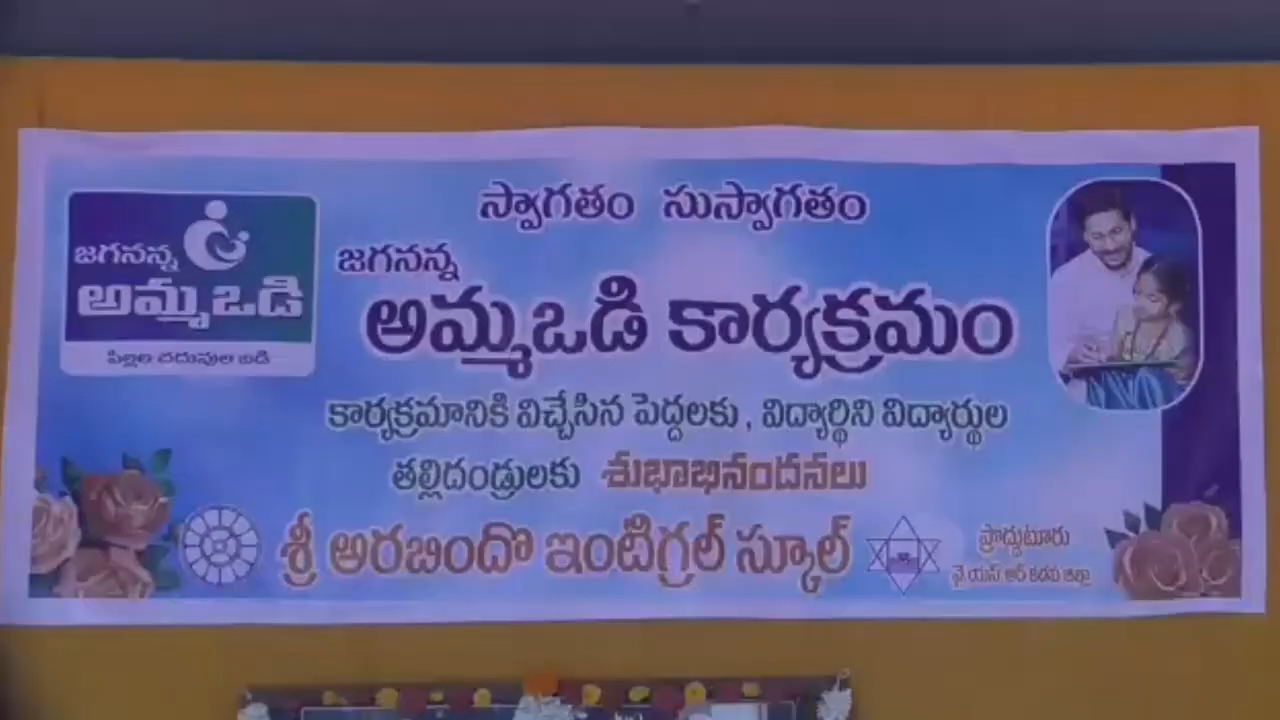 స్వాగతం సుస్వాగతం
జగనన్న
అమ్మఒడి
పిల్లల చదువుల బడి
జగనన్న
అమ్మఒడి కార్యక్రమం
కార్యక్రమానికి విచ్చేసిన పెద్దలకు, విద్యార్థిని విద్యార్థుల
తల్లిదండ్రులకు శుభాభినందనలు
శ్రీ అరబిందో ఇంటిగ్రల్ స్కూల్
ప్రొద్దుటూరు
వై.యస్.ఆర్ కడప జిల్లా